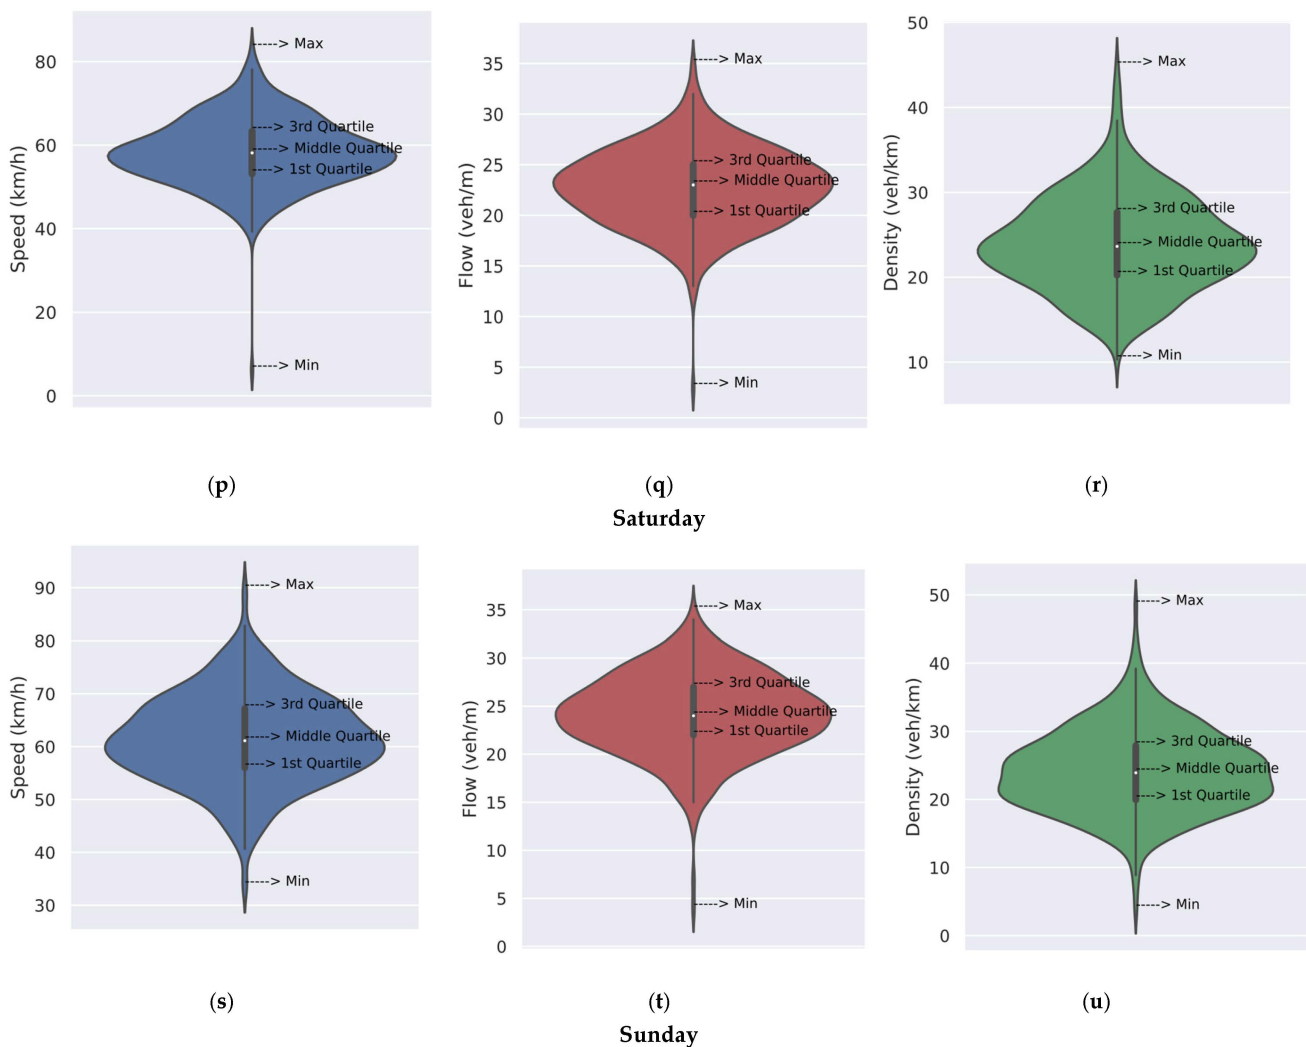 Speed (km/h)
80
60
40
20
0
----> Max
----> 3rd Quartile
----> Middle Quartile
----> 1st Quartile
----> Min
Flow (veh/m)
35
30
25
20
15
10
5
0
----> Max
----> 3rd Quartile
----> Middle Quartile
----> 1st Quartile
----> Min
Density (veh/km)
50
40
30
20
10
----> Max
----> 3rd Quartile
----> Middle Quartile
----> 1st Quartile
----> Min
(p)
(q)
(r)
Saturday
Speed (km/h)
90
80
70
60
50
40
30
----> Max
----> 3rd Quartile
----> Middle Quartile
----> 1st Quartile
----> Min
Flow (veh/m)
35
30
25
20
15
10
5
0
----> Max
----> 3rd Quartile
----> Middle Quartile
----> 1st Quartile
----> Min
Density (veh/km)
50
40
30
20
10
0
----> Max
----> 3rd Quartile
----> Middle Quartile
----> 1st Quartile
----> Min
(s)
(t)
(u)
Sunday